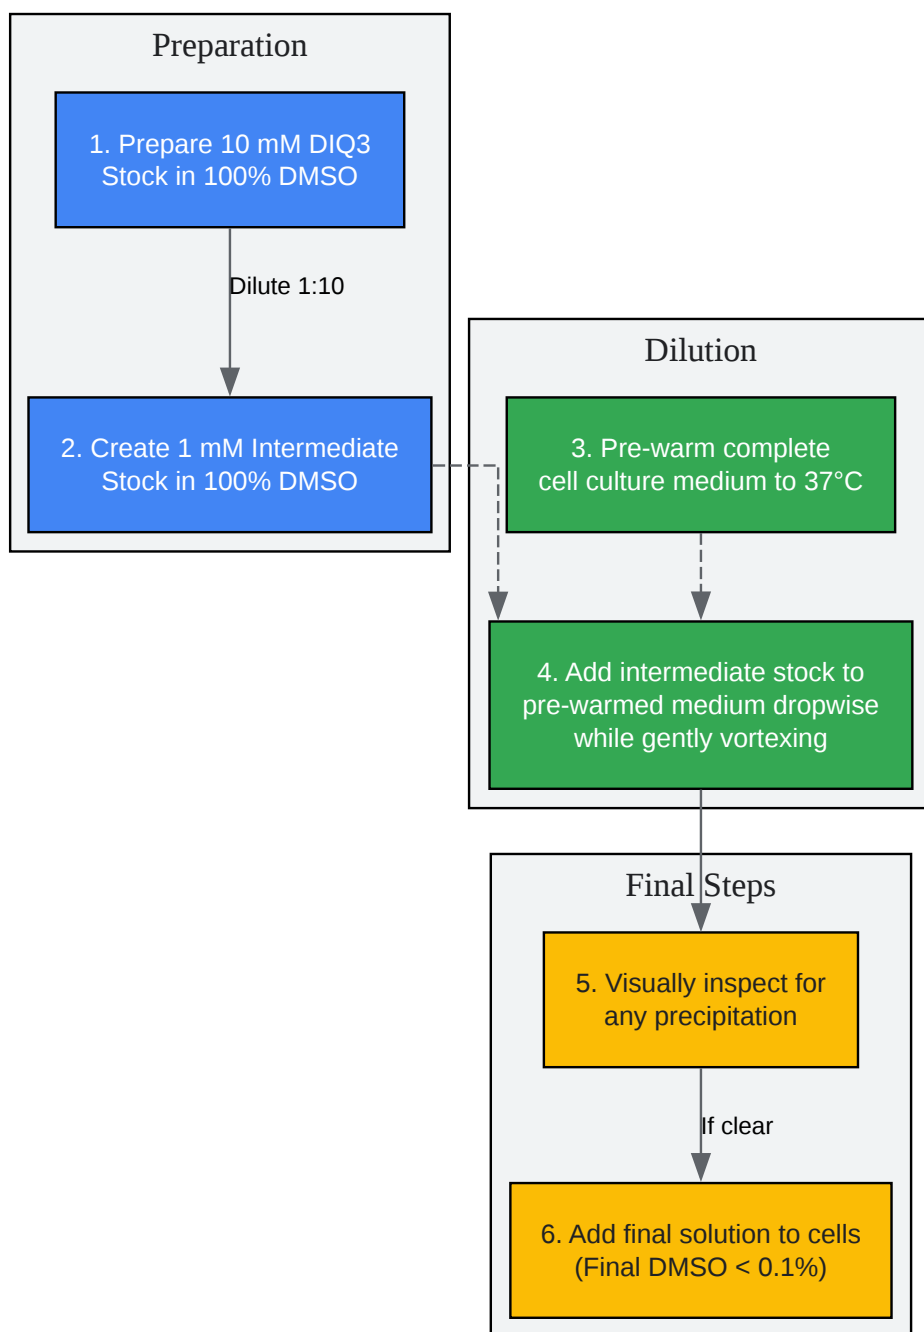 Preparation
1. Prepare 10 mM DIQ3
Stock in 100% DMSO
Dilute 1:10
2. Create 1 mM Intermediate
Stock in 100% DMSO
Dilution
3. Pre-warm complete
cell culture medium to 37°C
4. Add intermediate stock to
pre-warmed medium dropwise
while gently vortexing
Final Steps
5. Visually inspect for
any precipitation
If clear
6. Add final solution to cells
(Final DMSO < 0.1%)